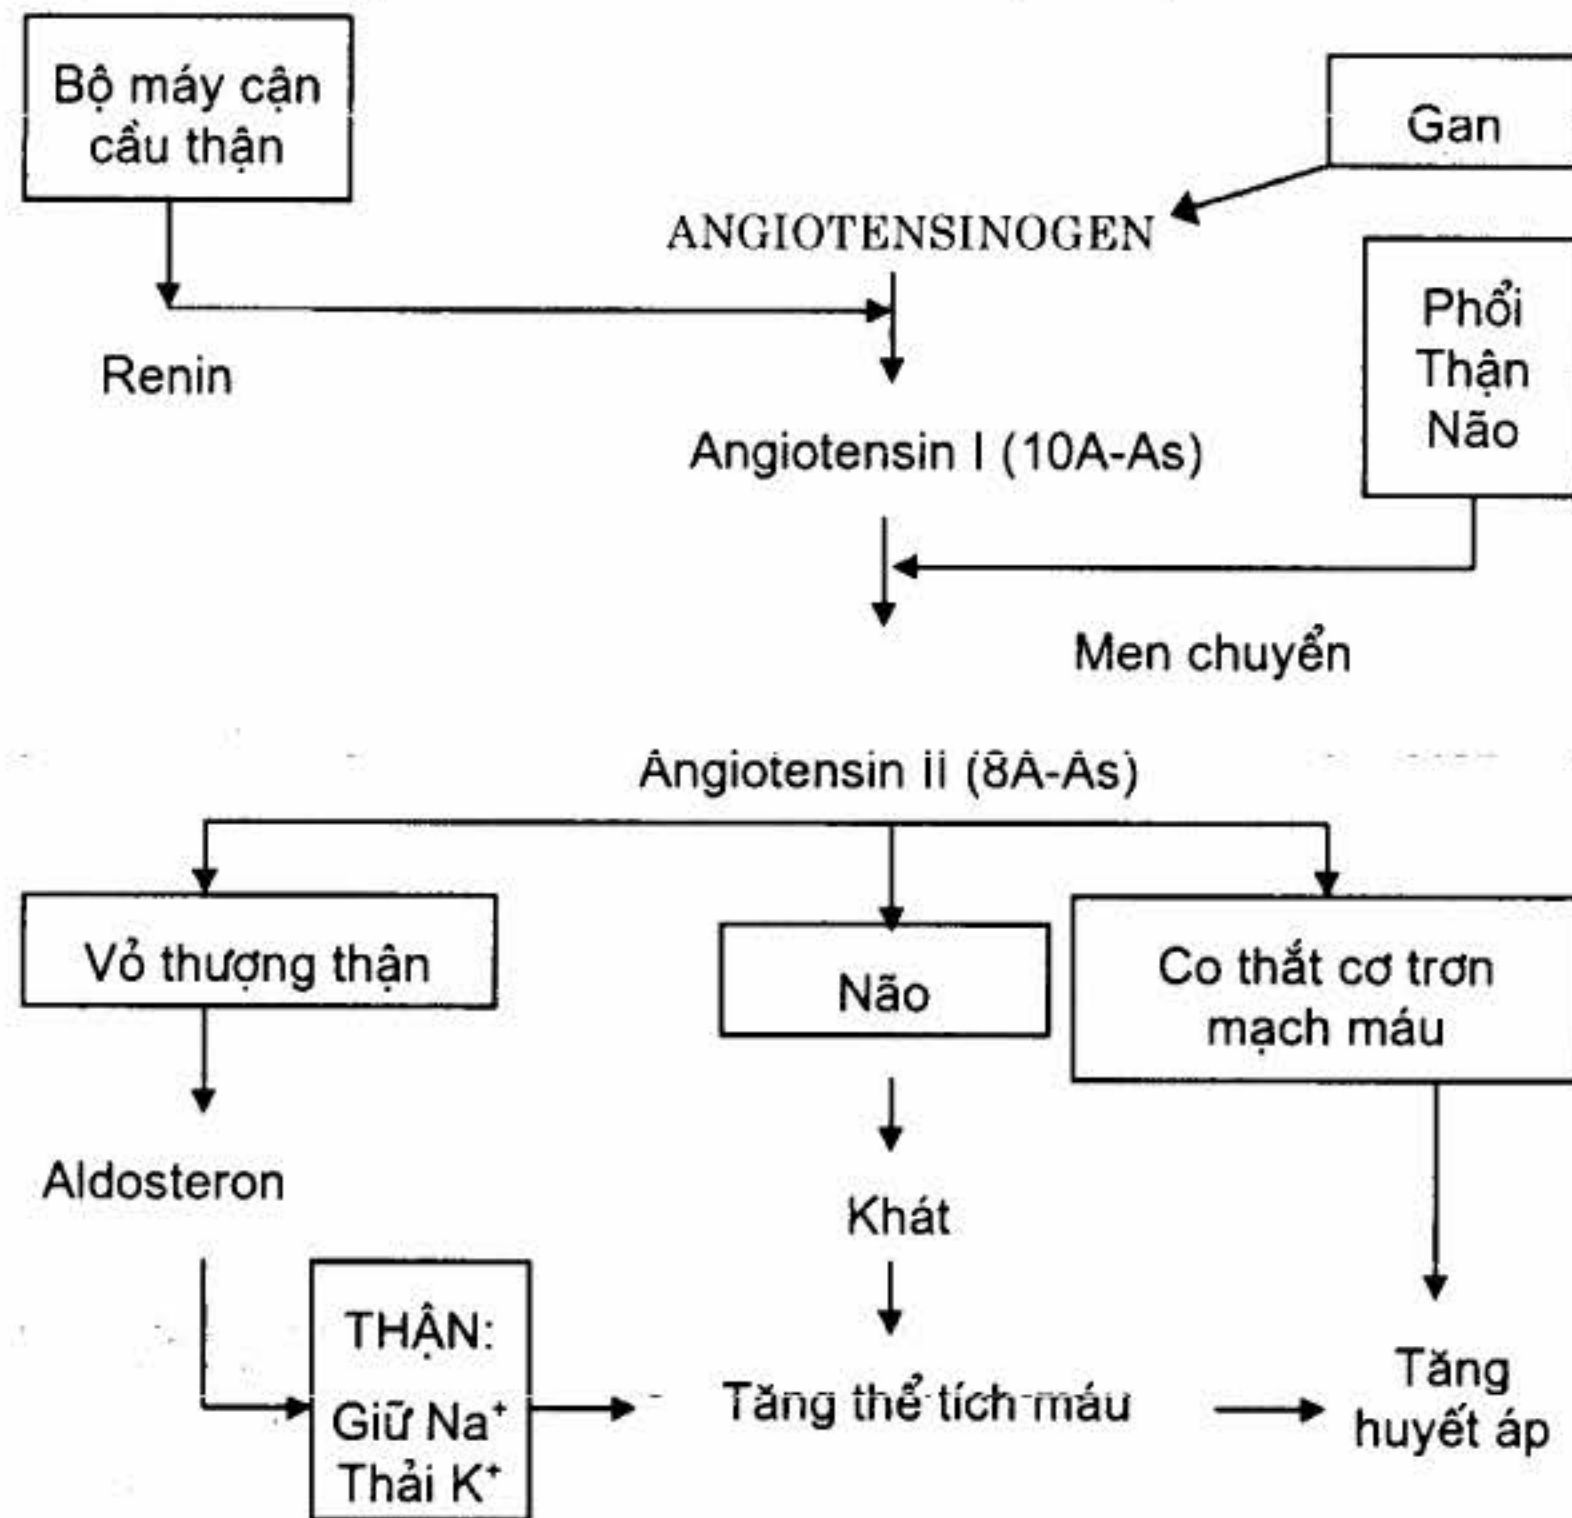 Bộ máy cận
cầu thận
Gan
ANGIOTENSINOGEN
Renin
Phổi
Thận
Não
Angiotensin I (10A-As)
Men chuyển
Angiotensin II (8A-As)
Vỏ thượng thận
Não
Co thắt cơ trơn
mạch máu
Aldosteron
Khát
THẬN:
Giữ Na⁺
Thải K⁺
Tăng thể tích máu
Tăng
huyết áp